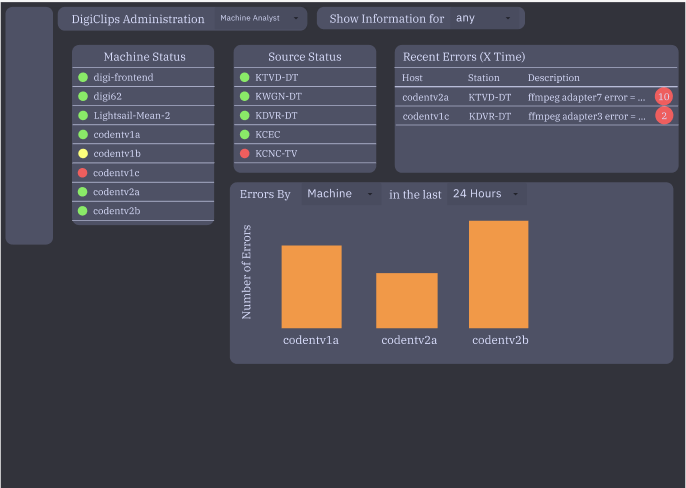 DigiClips Administration Machine Analyst
Show Information for any
Machine Status
digi-frontend
digi62
Lightsail-Mean-2
codentv1a
codentv1b
codentv1c
codentv2a
codentv2b
Source Status
KTVD-DT
KWGN-DT
KDVR-DT
KCEC
KCNC-TV
Recent Errors (X Time)
Host Station Description
codentv2a KTVD-DT ffmpeg adapter7 error = ... 10
codentv1c KDVR-DT ffmpeg adapter3 error = ... 2
Errors By Machine in the last 24 Hours
Number of Errors
codentv1a codentv2a codentv2b